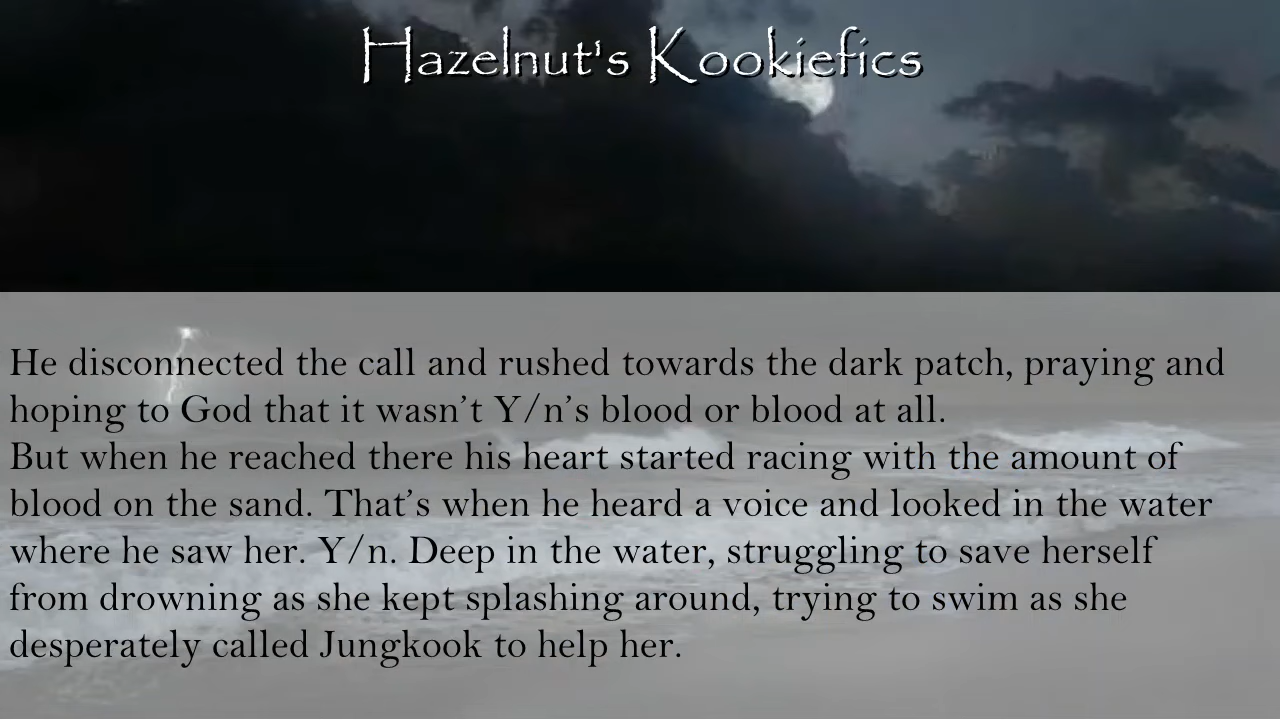 Hazelnut's Kookiefics
He disconnected the call and rushed towards the dark patch, praying and
hoping to God that it wasn’t Y/n’s blood or blood at all.
But when he reached there his heart started racing with the amount of
blood on the sand. That’s when he heard a voice and looked in the water
where he saw her. Y/n. Deep in the water, struggling to save herself
from drowning as she kept splashing around, trying to swim as she
desperately called Jungkook to help her.